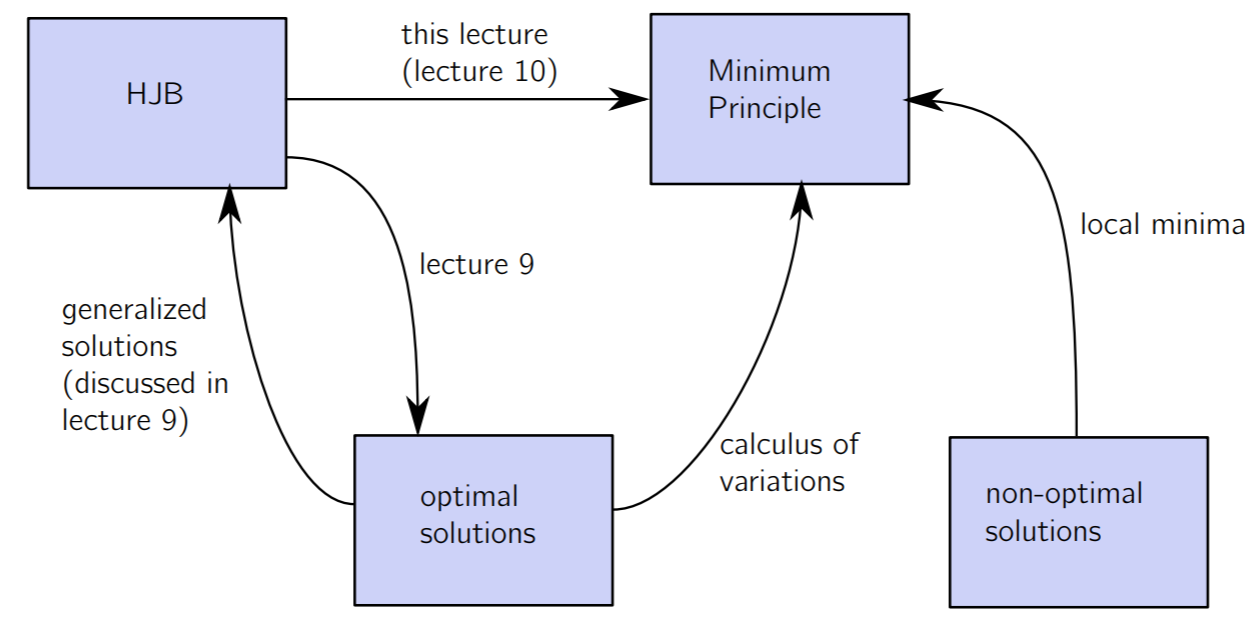 HJB
this lecture
(lecture 10)
Minimum
Principle
lecture 9
local minima
generalized
solutions
(discussed in
lecture 9)
optimal
solutions
calculus of
variations
non-optimal
solutions